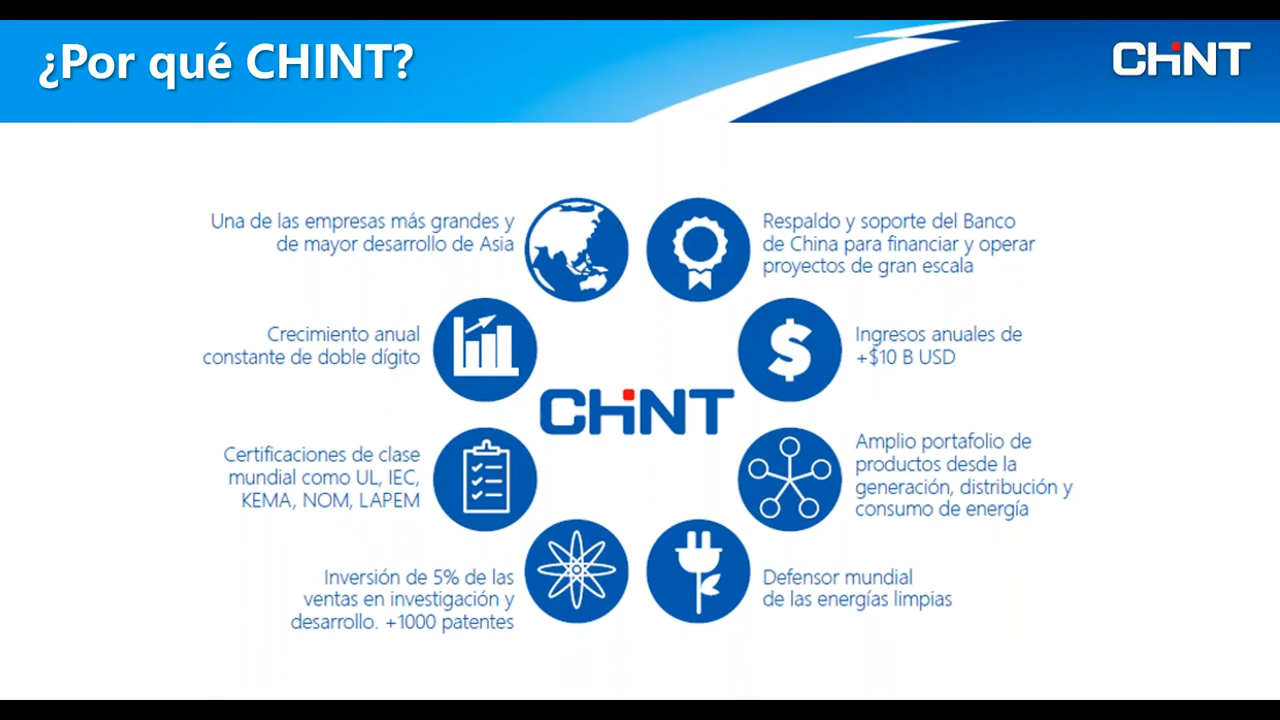 ¿Por qué CHINT?
CHINT
Una de las empresas más grandes y
de mayor desarrollo de Asia
Respaldo y soporte del Banco
de China para financiar y operar
proyectos de gran escala
Crecimiento anual
constante de doble dígito
$
Ingresos anuales de
+$10 B USD
CHINT
Certificaciones de clase
mundial como UL, IEC,
KEMA, NOM, LAPEM
Amplio portafolio de
productos desde la
generación, distribución y
consumo de energía
Inversión de 5% de las
ventas en investigación y
desarrollo. +1000 patentes
Defensor mundial
de las energías limpias